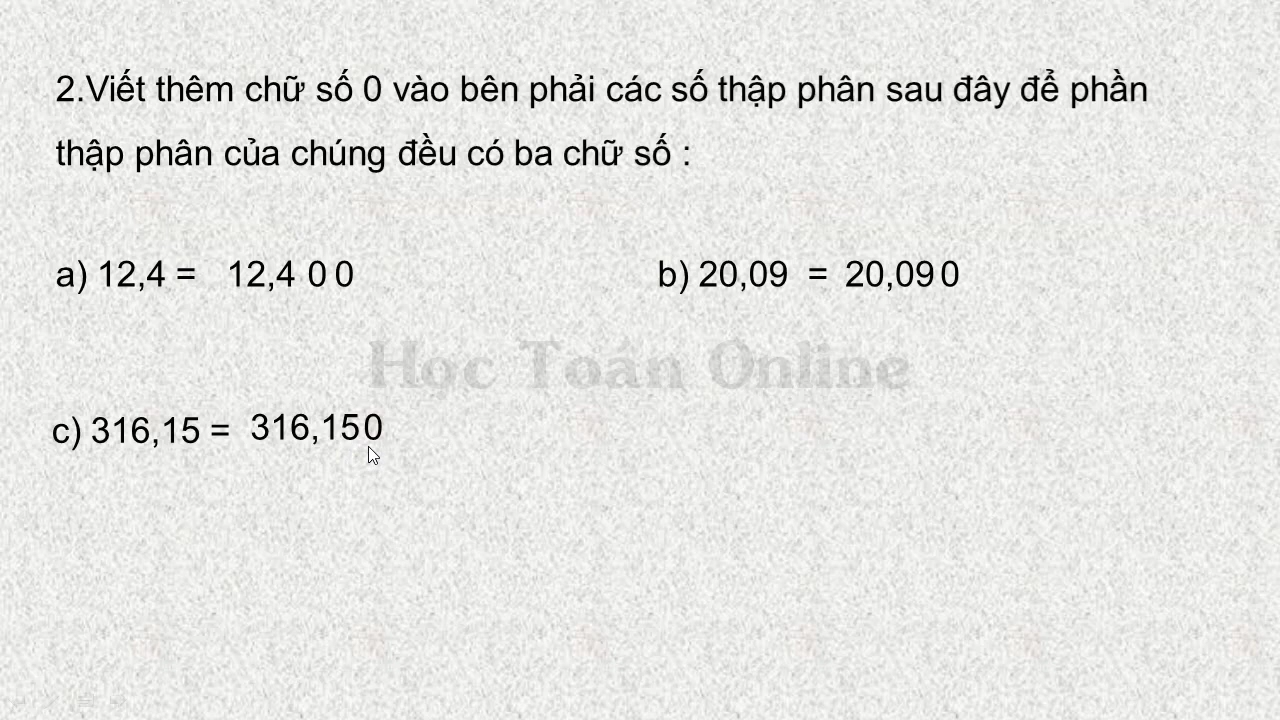 2.Viết thêm chữ số 0 vào bên phải các số thập phân sau đây để phần
thập phân của chúng đều có ba chữ số :
a) 12,4 = 12,4 0 0 b) 20,09 = 20,09 0
Học Toán Online
c) 316,15 = 316,15 0